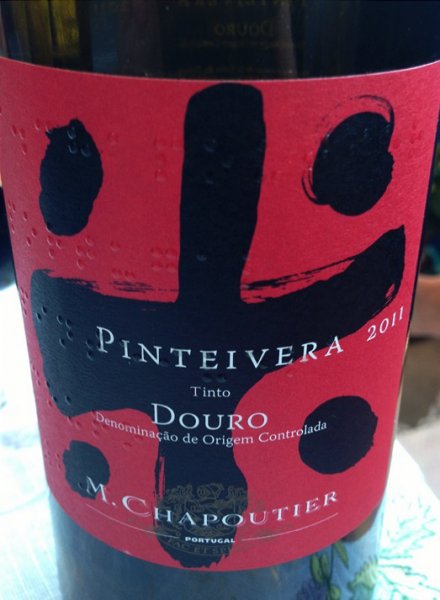 PINTEIVERA 2011
Tinto
DOURO
Denominação de Origem Controlada
M. CHAPOUTIER
PORTUGAL